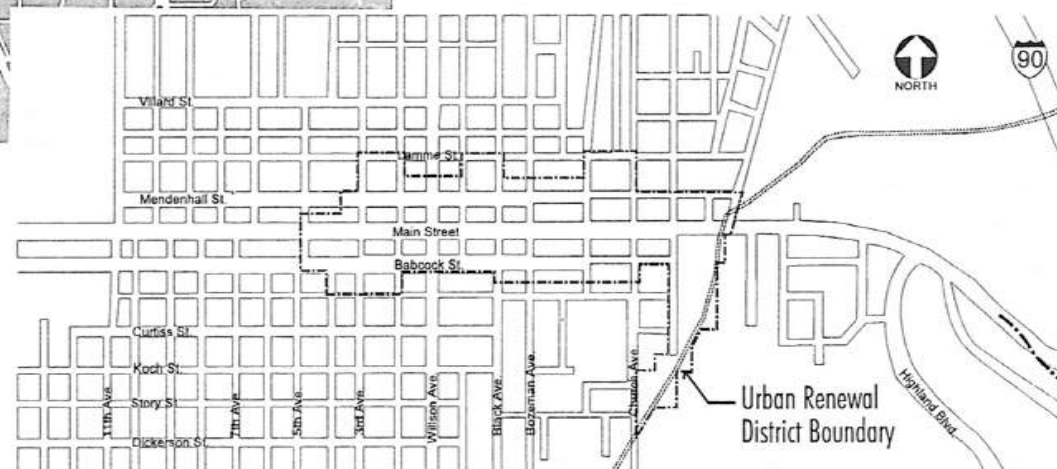 90
NORTH
Villard St.
Lamme St.
Mendenhall St.
Main Street
Babcock St.
Curtiss St.
Koch St.
Story St.
Dickerson St.
11th Ave.
7th Ave.
5th Ave.
3rd Ave.
Willson Ave.
Black Ave.
Bozeman Ave.
Church Ave.
Highland Blvd.
Urban Renewal
District Boundary